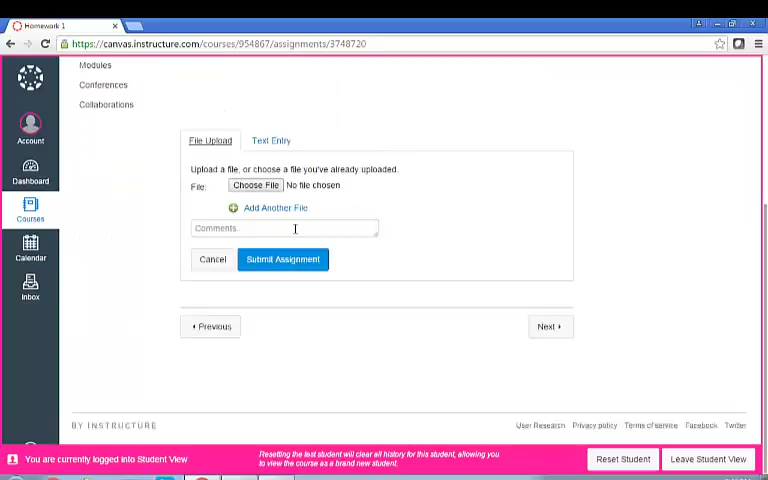 Homework 1
https://canvas.instructure.com/courses/954867/assignments/3748720
Modules
Conferences
Collaborations
Account
Dashboard
Courses
Calendar
Inbox
File Upload
Text Entry
Upload a file, or choose a file you've already uploaded.
File: Choose File No file chosen
Add Another File
Comments
Cancel
Submit Assignment
Previous
Next
BY INSTRUCTURE
User Research Privacy policy Terms of service Facebook Twitter
You are currently logged into Student View
Resetting the test student will clear all history for this student, allowing
you to view the course as a brand new student.
Reset Student
Leave Student View